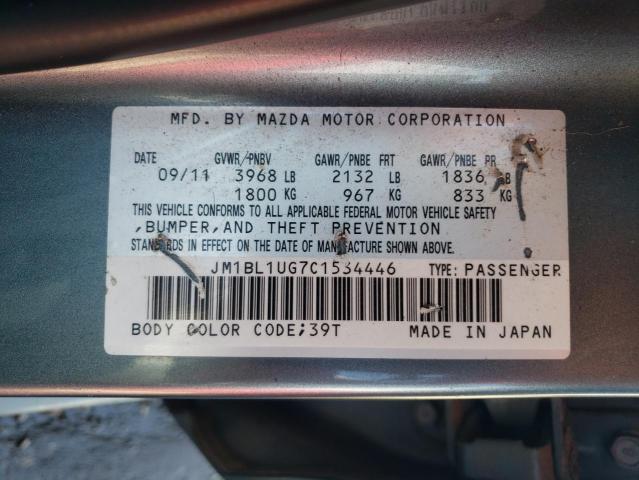 MFD. BY MAZDA MOTOR CORPORATION
DATE GVWR/PNBV GAWR/PNBE FRT GAWR/PNBE RR
09/11 3968 LB 2132 LB 1836 LB
1800 KG 967 KG 833 KG
THIS VEHICLE CONFORMS TO ALL APPLICABLE FEDERAL MOTOR VEHICLE SAFETY
,BUMPER,AND THEFT PREVENTION
STANDARDS IN EFFECT ON THE DATE OF MANUFACTURE SHOWN ABOVE.
JM1BL1UG7C1534446 TYPE: PASSENGER
BODY COLOR CODE;39T MADE IN JAPAN